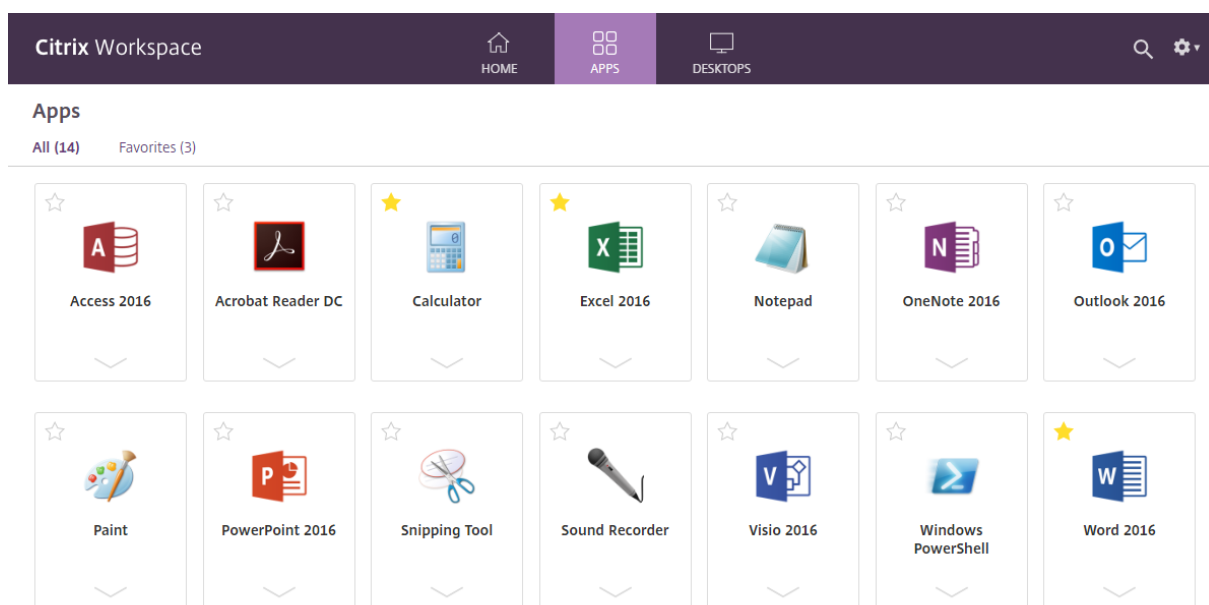 Citrix Workspace
HOME
APPS
DESKTOPS
Apps
All (14)
Favorites (3)
Access 2016
Acrobat Reader DC
Calculator
Excel 2016
Notepad
OneNote 2016
Outlook 2016
Paint
PowerPoint 2016
Snipping Tool
Sound Recorder
Visio 2016
Windows
PowerShell
Word 2016